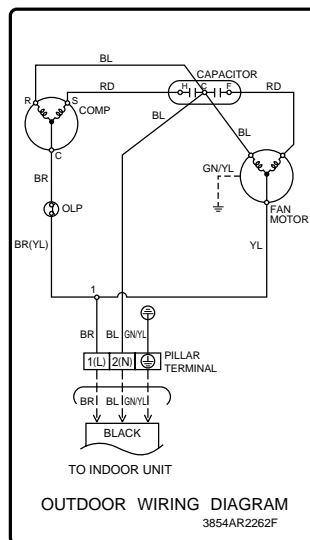 BL
CAPACITOR
RD
H C F
RD
R S
COMP
BL
BL
C
GN/YL
BR
FAN
MOTOR
OLP
BR(YL)
YL
1
BR BL GN/YL
1(L) 2(N)
PILLAR
TERMINAL
BR BL GN/YL
BLACK
TO INDOOR UNIT
OUTDOOR WIRING DIAGRAM
3854AR2262F